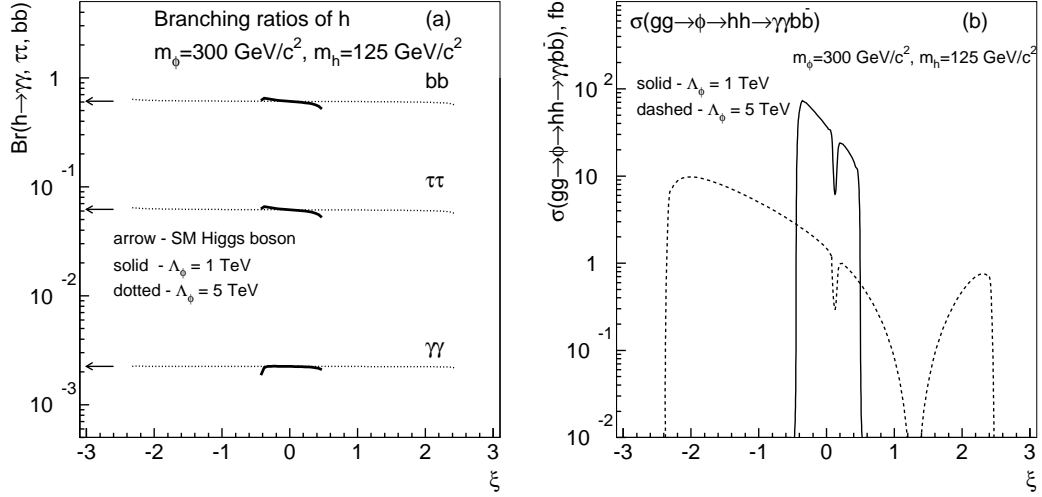 Branching ratios of h (a)
m_ϕ=300 GeV/c², m_h=125 GeV/c²
bb
ττ
arrow - SM Higgs boson
solid - Λ_ϕ = 1 TeV
dotted - Λ_ϕ = 5 TeV
γγ
Br(h→γγ, ττ, bb)
1
10⁻¹
10⁻²
10⁻³
-3 -2 -1 0 1 2 3
ξ
σ(gg→ϕ→hh→γγbb̄) (b)
m_ϕ=300 GeV/c², m_h=125 GeV/c²
solid - Λ_ϕ = 1 TeV
dashed - Λ_ϕ = 5 TeV
σ(gg→ϕ→hh→γγbb̄), fb
10²
10
1
10⁻¹
10⁻²
-3 -2 -1 0 1 2 3
ξ